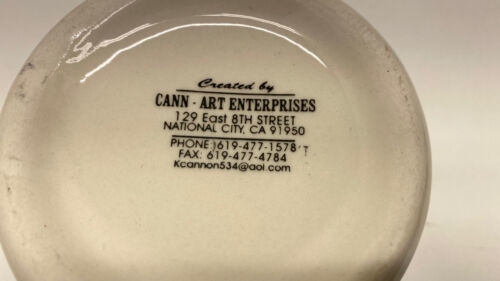 Created by
CANN - ART ENTERPRISES
129 East 8TH STREET
NATIONAL CITY, CA 91950
PHONE: 619-477-1578
FAX: 619-477-4784
Kcannon534@aol.com